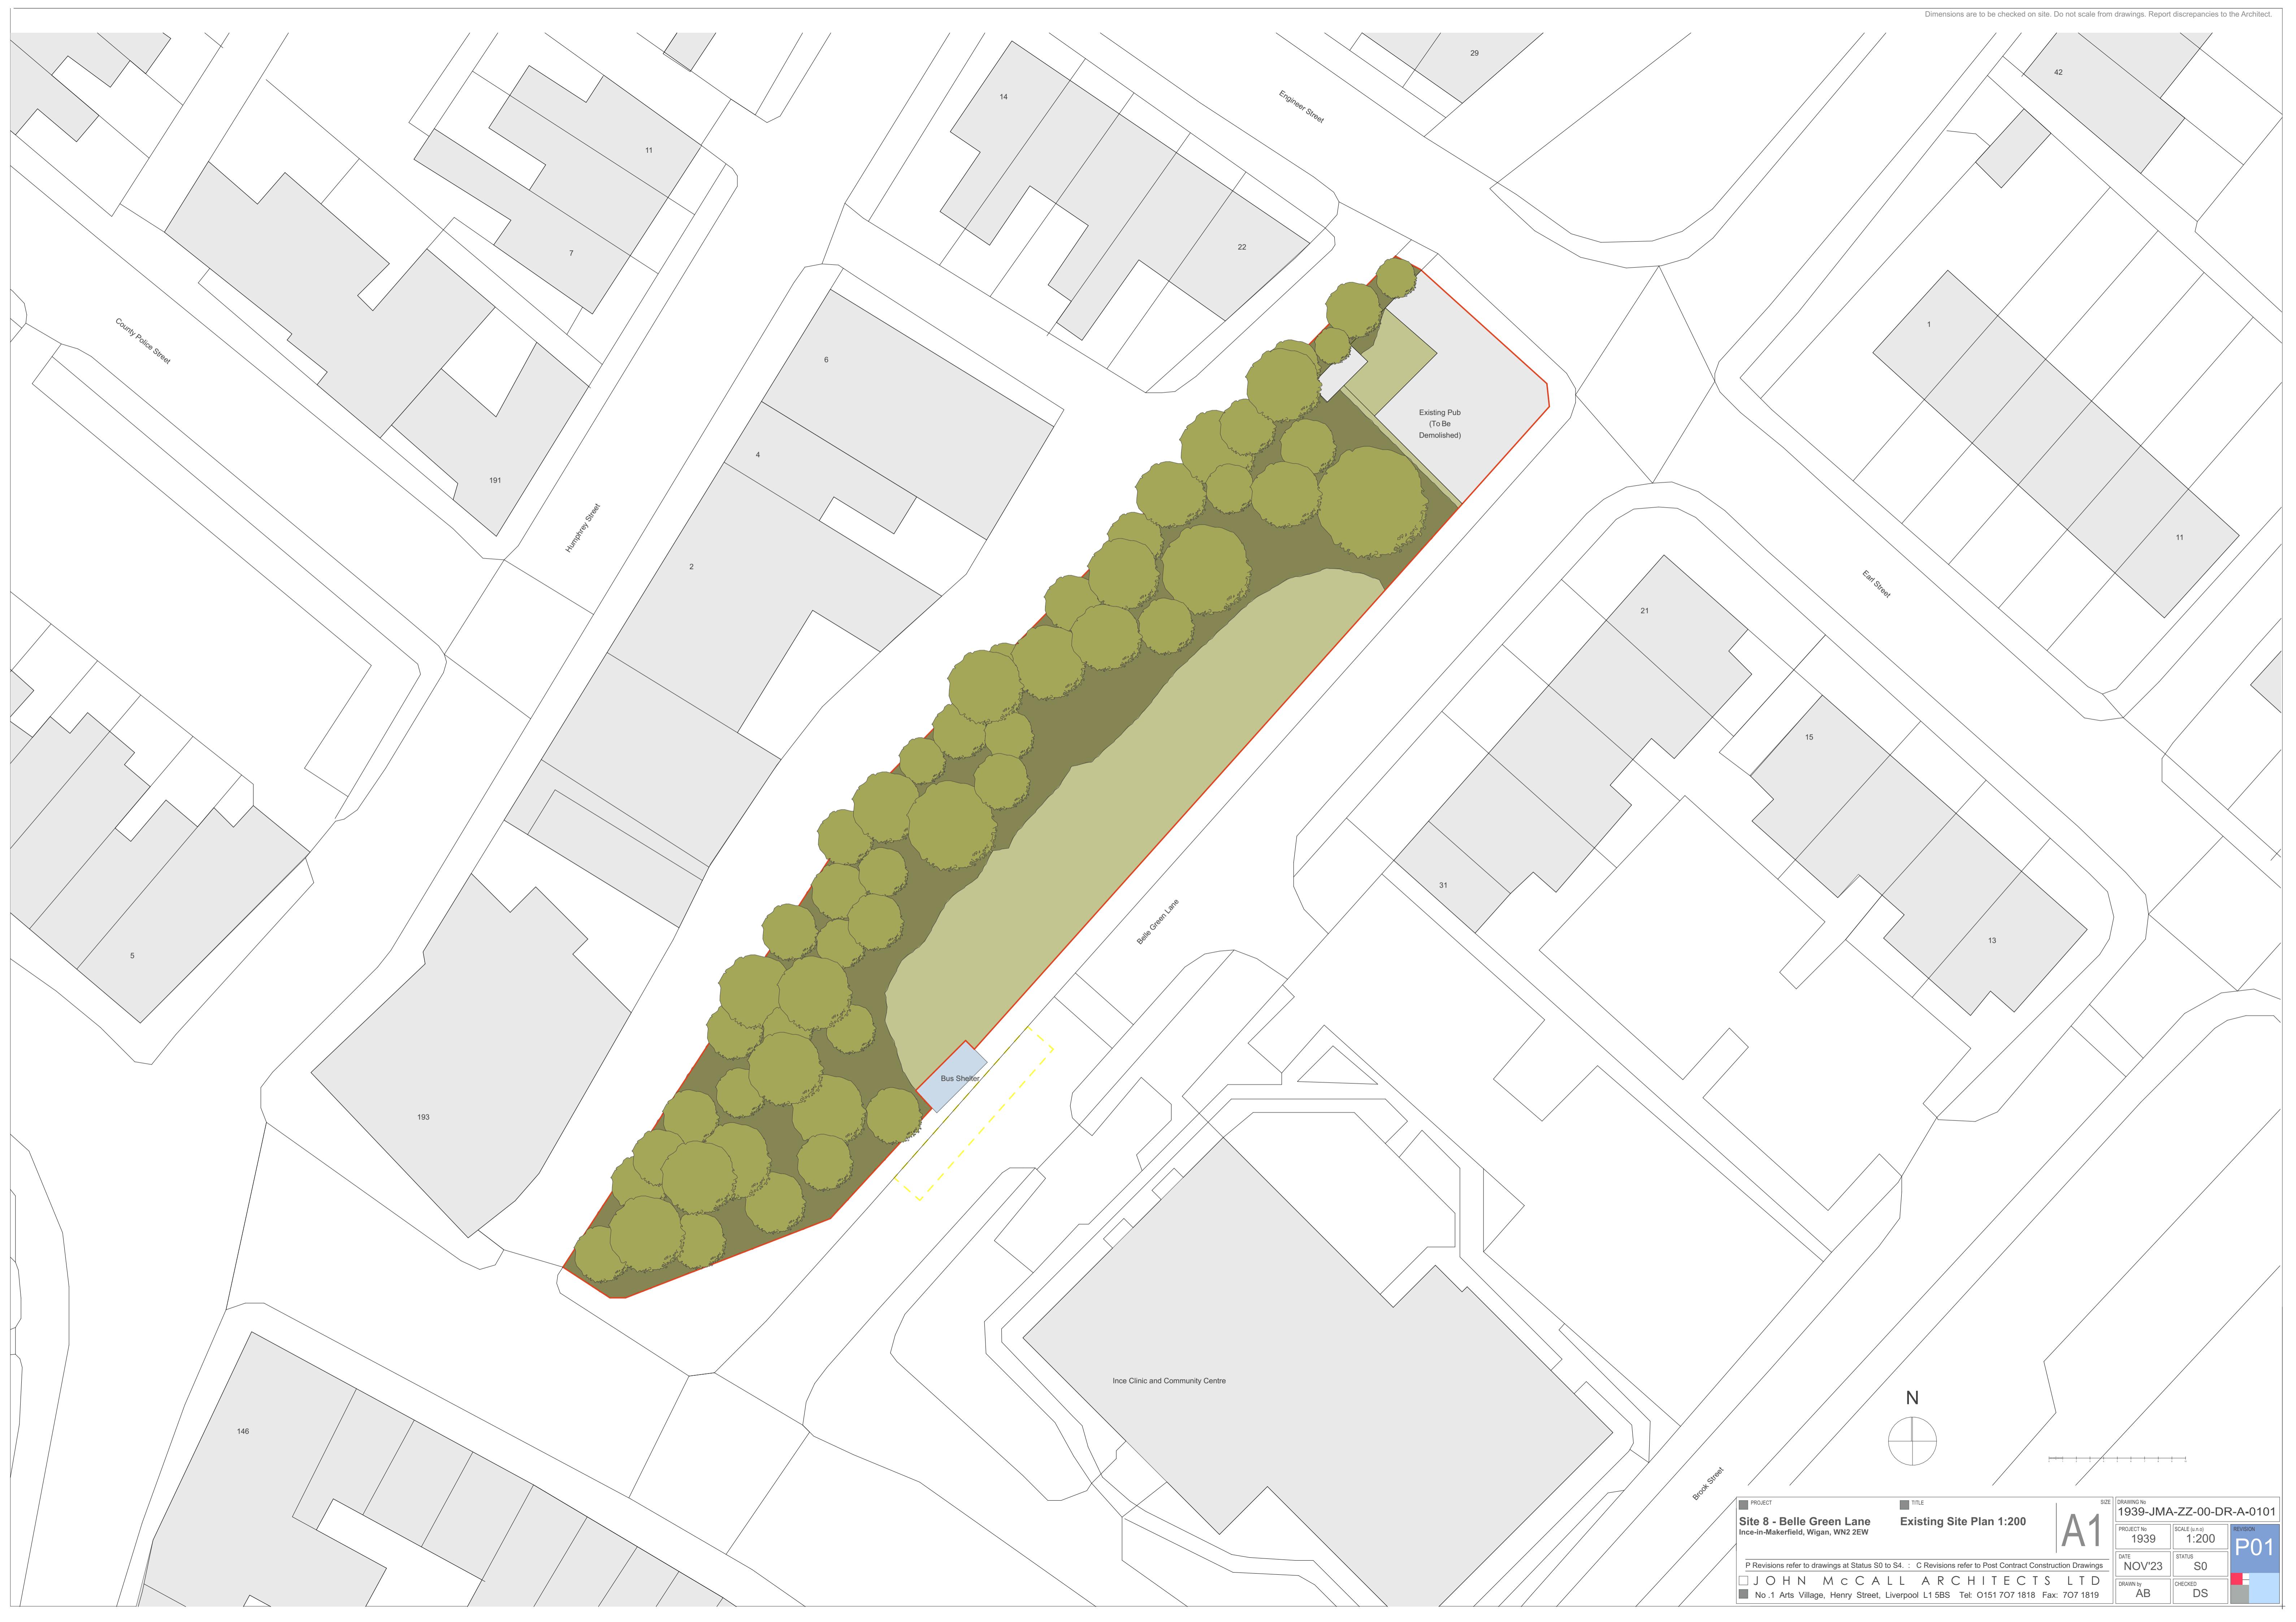 Dimensions are to be checked on site. Do not scale from drawings. Report discrepancies to the Architect.
29
42
14
Engineer Street
11
22
7
County Police Street
1
6
Existing Pub
(To Be
Demolished)
4
191
Humphrey Street
11
2
Earl Street
21
15
31
Belle Green Lane
13
5
Bus Shelter
193
Ince Clinic and Community Centre
N
146
Brook Street
PROJECT
Site 8 - Belle Green Lane
Ince-in-Makerfield, Wigan, WN2 2EW
TITLE
Existing Site Plan 1:200
SIZE
A1
DRAWING No
1939-JMA-ZZ-00-DR-A-0101
PROJECT No
1939
SCALE (u.n.o)
1:200
REVISION
P01
DATE
NOV'23
STATUS
S0
DRAWN by
AB
CHECKED
DS
P Revisions refer to drawings at Status S0 to S4. : C Revisions refer to Post Contract Construction Drawings
JOHN McCALL ARCHITECTS LTD
No .1 Arts Village, Henry Street, Liverpool L1 5BS Tel: O151 7O7 1818 Fax: 7O7 1819